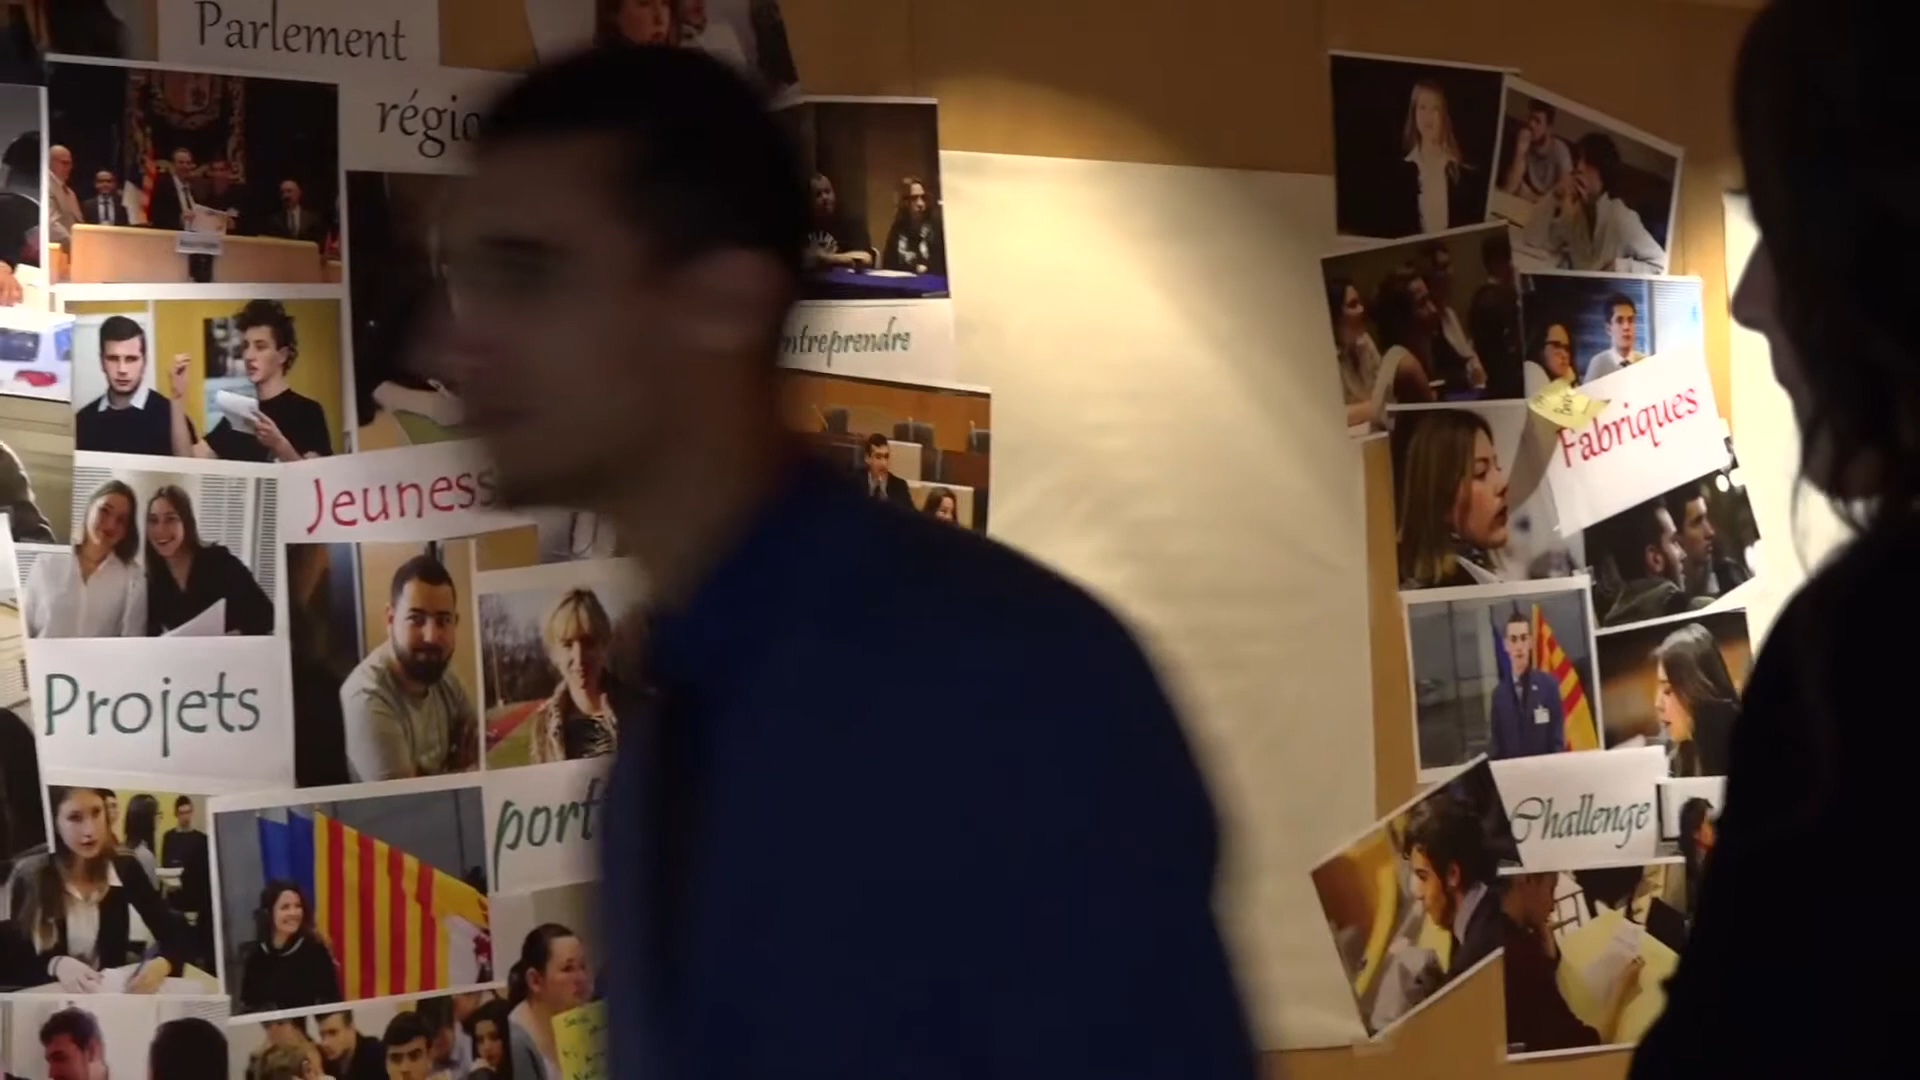 Parlement
régio
entreprendre
Jeuness
Fabriques
Projets
port
Challenge